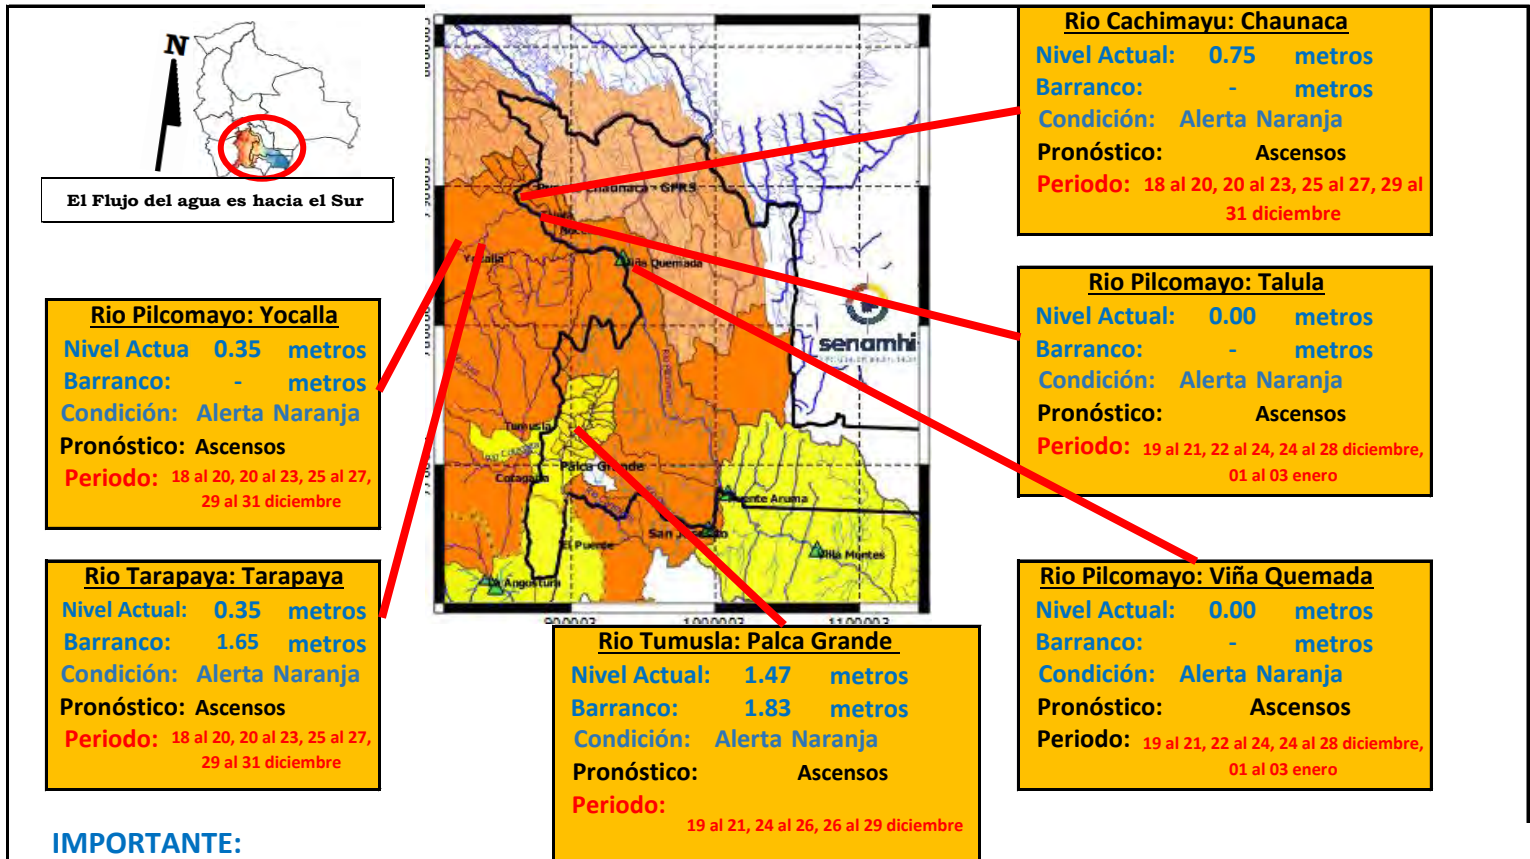 N
El Flujo del agua es hacia el Sur
Rio Cachimayu: Chaunaca
Nivel Actual: 0.75 metros
Barranco: - metros
Condición: Alerta Naranja
Pronóstico: Ascensos
Periodo: 18 al 20, 20 al 23, 25 al 27, 29 al
31 diciembre
Rio Pilcomayo: Talula
Nivel Actual: 0.00 metros
Barranco: - metros
Condición: Alerta Naranja
Pronóstico: Ascensos
Periodo: 19 al 21, 22 al 24, 24 al 28 diciembre,
01 al 03 enero
Rio Pilcomayo: Yocalla
Nivel Actua 0.35 metros
Barranco: - metros
Condición: Alerta Naranja
Pronóstico: Ascensos
Periodo: 18 al 20, 20 al 23, 25 al 27,
29 al 31 diciembre
Rio Tarapaya: Tarapaya
Nivel Actual: 0.35 metros
Barranco: 1.65 metros
Condición: Alerta Naranja
Pronóstico: Ascensos
Periodo: 18 al 20, 20 al 23, 25 al 27,
29 al 31 diciembre
Rio Tumusla: Palca Grande
Nivel Actual: 1.47 metros
Barranco: 1.83 metros
Condición: Alerta Naranja
Pronóstico: Ascensos
Periodo:
19 al 21, 24 al 26, 26 al 29 diciembre
Rio Pilcomayo: Viña Quemada
Nivel Actual: 0.00 metros
Barranco: - metros
Condición: Alerta Naranja
Pronóstico: Ascensos
Periodo: 19 al 21, 22 al 24, 24 al 28 diciembre,
01 al 03 enero
Chaunaca - GPRS
Yocalla
Quemada
senamhi
Tumusla
Palca Grande
Cotagaita
El Puente
Aruma
San
Montes
900003 1000003 1100003
IMPORTANTE: